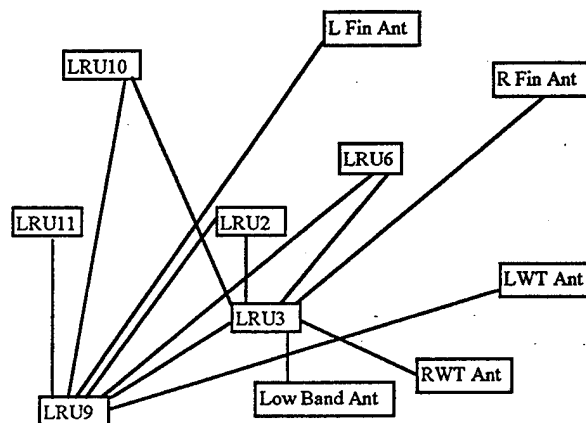 L Fin Ant
LRU10
R Fin Ant
LRU6
LRU11
LRU2
LWT Ant
LRU3
RWT Ant
Low Band Ant
LRU9